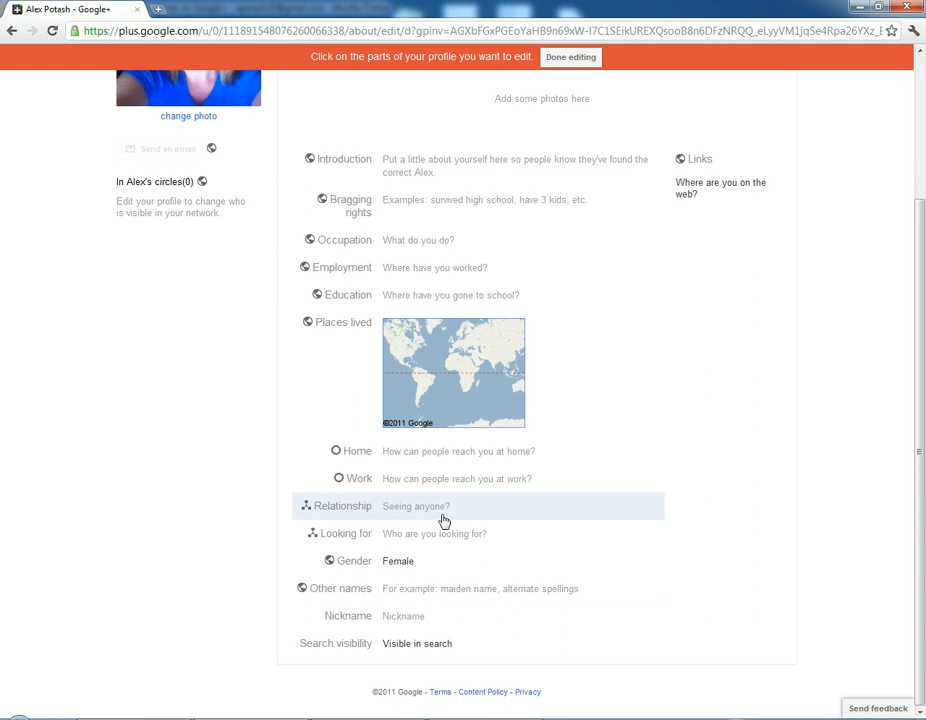 Alex Potash - Google+
https://plus.google.com/u/0/111891548076260066338/about/edit/d?gpinv=AGXbFGxPGEoYaHB9n69xW-I7C1SEikUREXQsooB8n6DFzNRQQ_eLyyVM1jqSe4Rpa26YXz_E
Click on the parts of your profile you want to edit. Done editing
Add some photos here
change photo
Send an email
In Alex's circles(0)
Edit your profile to change who
is visible in your network.
Introduction Put a little about yourself here so people know they've found the
correct Alex.
Bragging Examples: survived high school, have 3 kids, etc.
rights
Occupation What do you do?
Employment Where have you worked?
Education Where have you gone to school?
Places lived
©2011 Google
Home How can people reach you at home?
Work How can people reach you at work?
Relationship Seeing anyone?
Looking for Who are you looking for?
Gender Female
Other names For example: maiden name, alternate spellings
Nickname Nickname
Search visibility Visible in search
Links
Where are you on the
web?
©2011 Google - Terms - Content Policy - Privacy
Send feedback